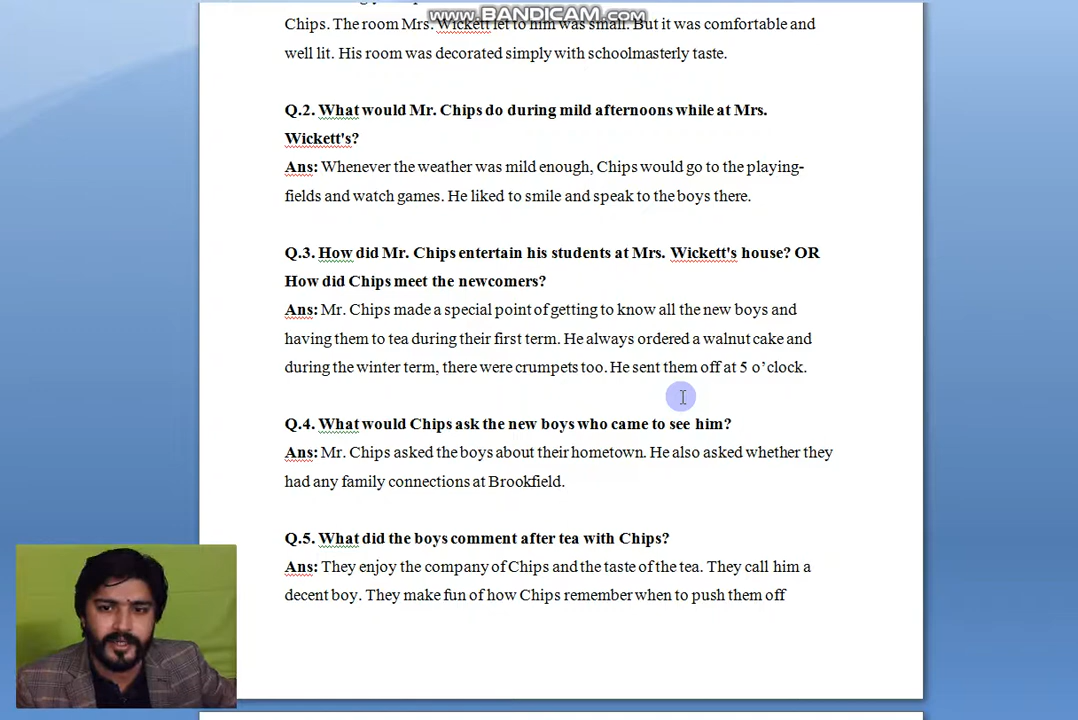 www.BANDICAM.com
Chips. The room Mrs. Wickett let to him was small. But it was comfortable and
well lit. His room was decorated simply with schoolmasterly taste.
Q.2. What would Mr. Chips do during mild afternoons while at Mrs.
Wickett's?
Ans: Whenever the weather was mild enough, Chips would go to the playing-
fields and watch games. He liked to smile and speak to the boys there.
Q.3. How did Mr. Chips entertain his students at Mrs. Wickett's house? OR
How did Chips meet the newcomers?
Ans: Mr. Chips made a special point of getting to know all the new boys and
having them to tea during their first term. He always ordered a walnut cake and
during the winter term, there were crumpets too. He sent them off at 5 o’clock.
Q.4. What would Chips ask the new boys who came to see him?
Ans: Mr. Chips asked the boys about their hometown. He also asked whether they
had any family connections at Brookfield.
Q.5. What did the boys comment after tea with Chips?
Ans: They enjoy the company of Chips and the taste of the tea. They call him a
decent boy. They make fun of how Chips remember when to push them off